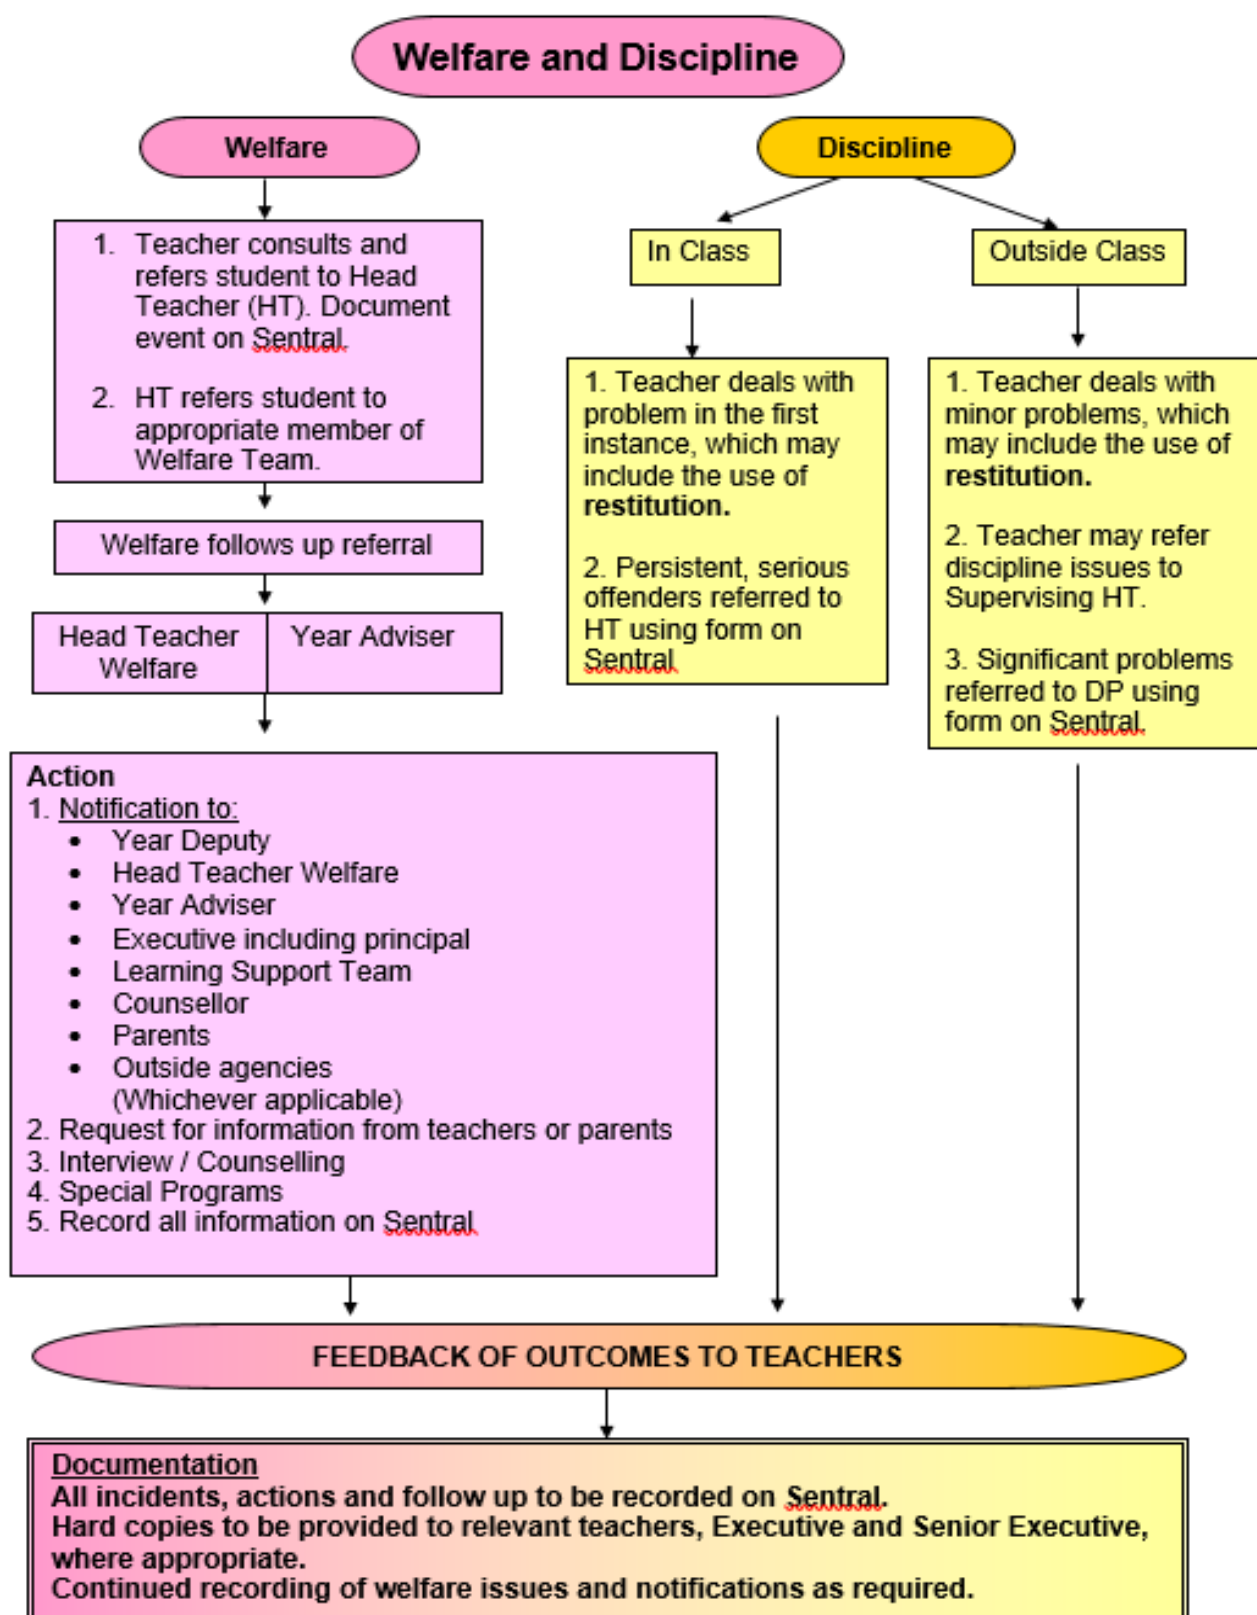 Welfare and Discipline
Welfare
1. Teacher consults and
refers student to Head
Teacher (HT). Document
event on Sentral.
2. HT refers student to
appropriate member of
Welfare Team.
Welfare follows up referral
Head Teacher
Welfare
Year Adviser
Action
1. Notification to:
• Year Deputy
• Head Teacher Welfare
• Year Adviser
• Executive including principal
• Learning Support Team
• Counsellor
• Parents
• Outside agencies
(Whichever applicable)
2. Request for information from teachers or parents
3. Interview / Counselling
4. Special Programs
5. Record all information on Sentral
Discipline
In Class
1. Teacher deals with
problem in the first
instance, which may
include the use of
restitution.
2. Persistent, serious
offenders referred to
HT using form on
Sentral
Outside Class
1. Teacher deals with
minor problems, which
may include the use of
restitution.
2. Teacher may refer
discipline issues to
Supervising HT.
3. Significant problems
referred to DP using
form on Sentral.
FEEDBACK OF OUTCOMES TO TEACHERS
Documentation
All incidents, actions and follow up to be recorded on Sentral.
Hard copies to be provided to relevant teachers, Executive and Senior Executive,
where appropriate.
Continued recording of welfare issues and notifications as required.